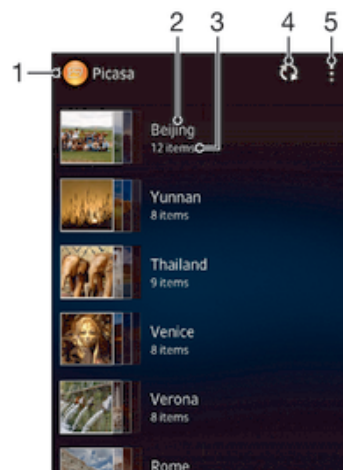 2 3 4 5
1 Picasa
Beijing
12 items
Yunnan
8 items
Thailand
9 items
Venice
8 items
Verona
8 items
Rome